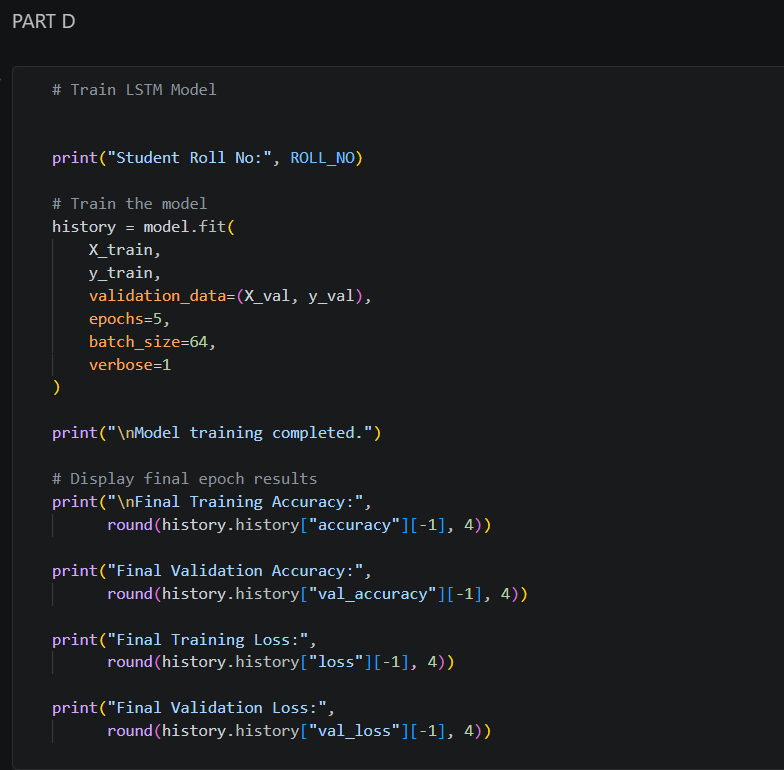 PART D
# Train LSTM Model
print("Student Roll No:", ROLL_NO)
# Train the model
history = model.fit(
    X_train,
    y_train,
    validation_data=(X_val, y_val),
    epochs=5,
    batch_size=64,
    verbose=1
)
print("\nModel training completed.")
# Display final epoch results
print("\nFinal Training Accuracy:",
      round(history.history["accuracy"][-1], 4))
print("Final Validation Accuracy:",
      round(history.history["val_accuracy"][-1], 4))
print("Final Training Loss:",
      round(history.history["loss"][-1], 4))
print("Final Validation Loss:",
      round(history.history["val_loss"][-1], 4))